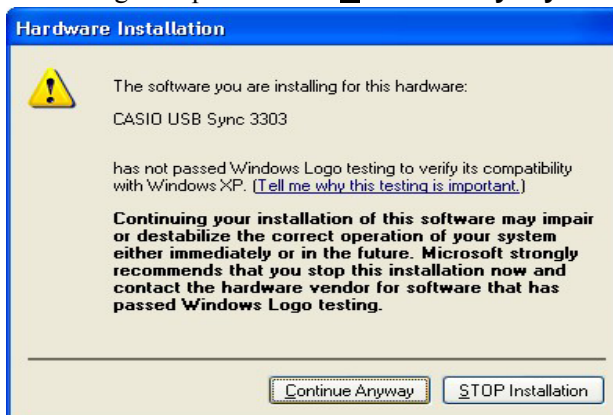 Hardware Installation
The software you are installing for this hardware:
CASIO USB Sync 3303
has not passed Windows Logo testing to verify its compatibility
with Windows XP. (Tell me why this testing is important.)
Continuing your installation of this software may impair
or destabilize the correct operation of your system
either immediately or in the future. Microsoft strongly
recommends that you stop this installation now and
contact the hardware vendor for software that has
passed Windows Logo testing.
Continue Anyway
STOP Installation